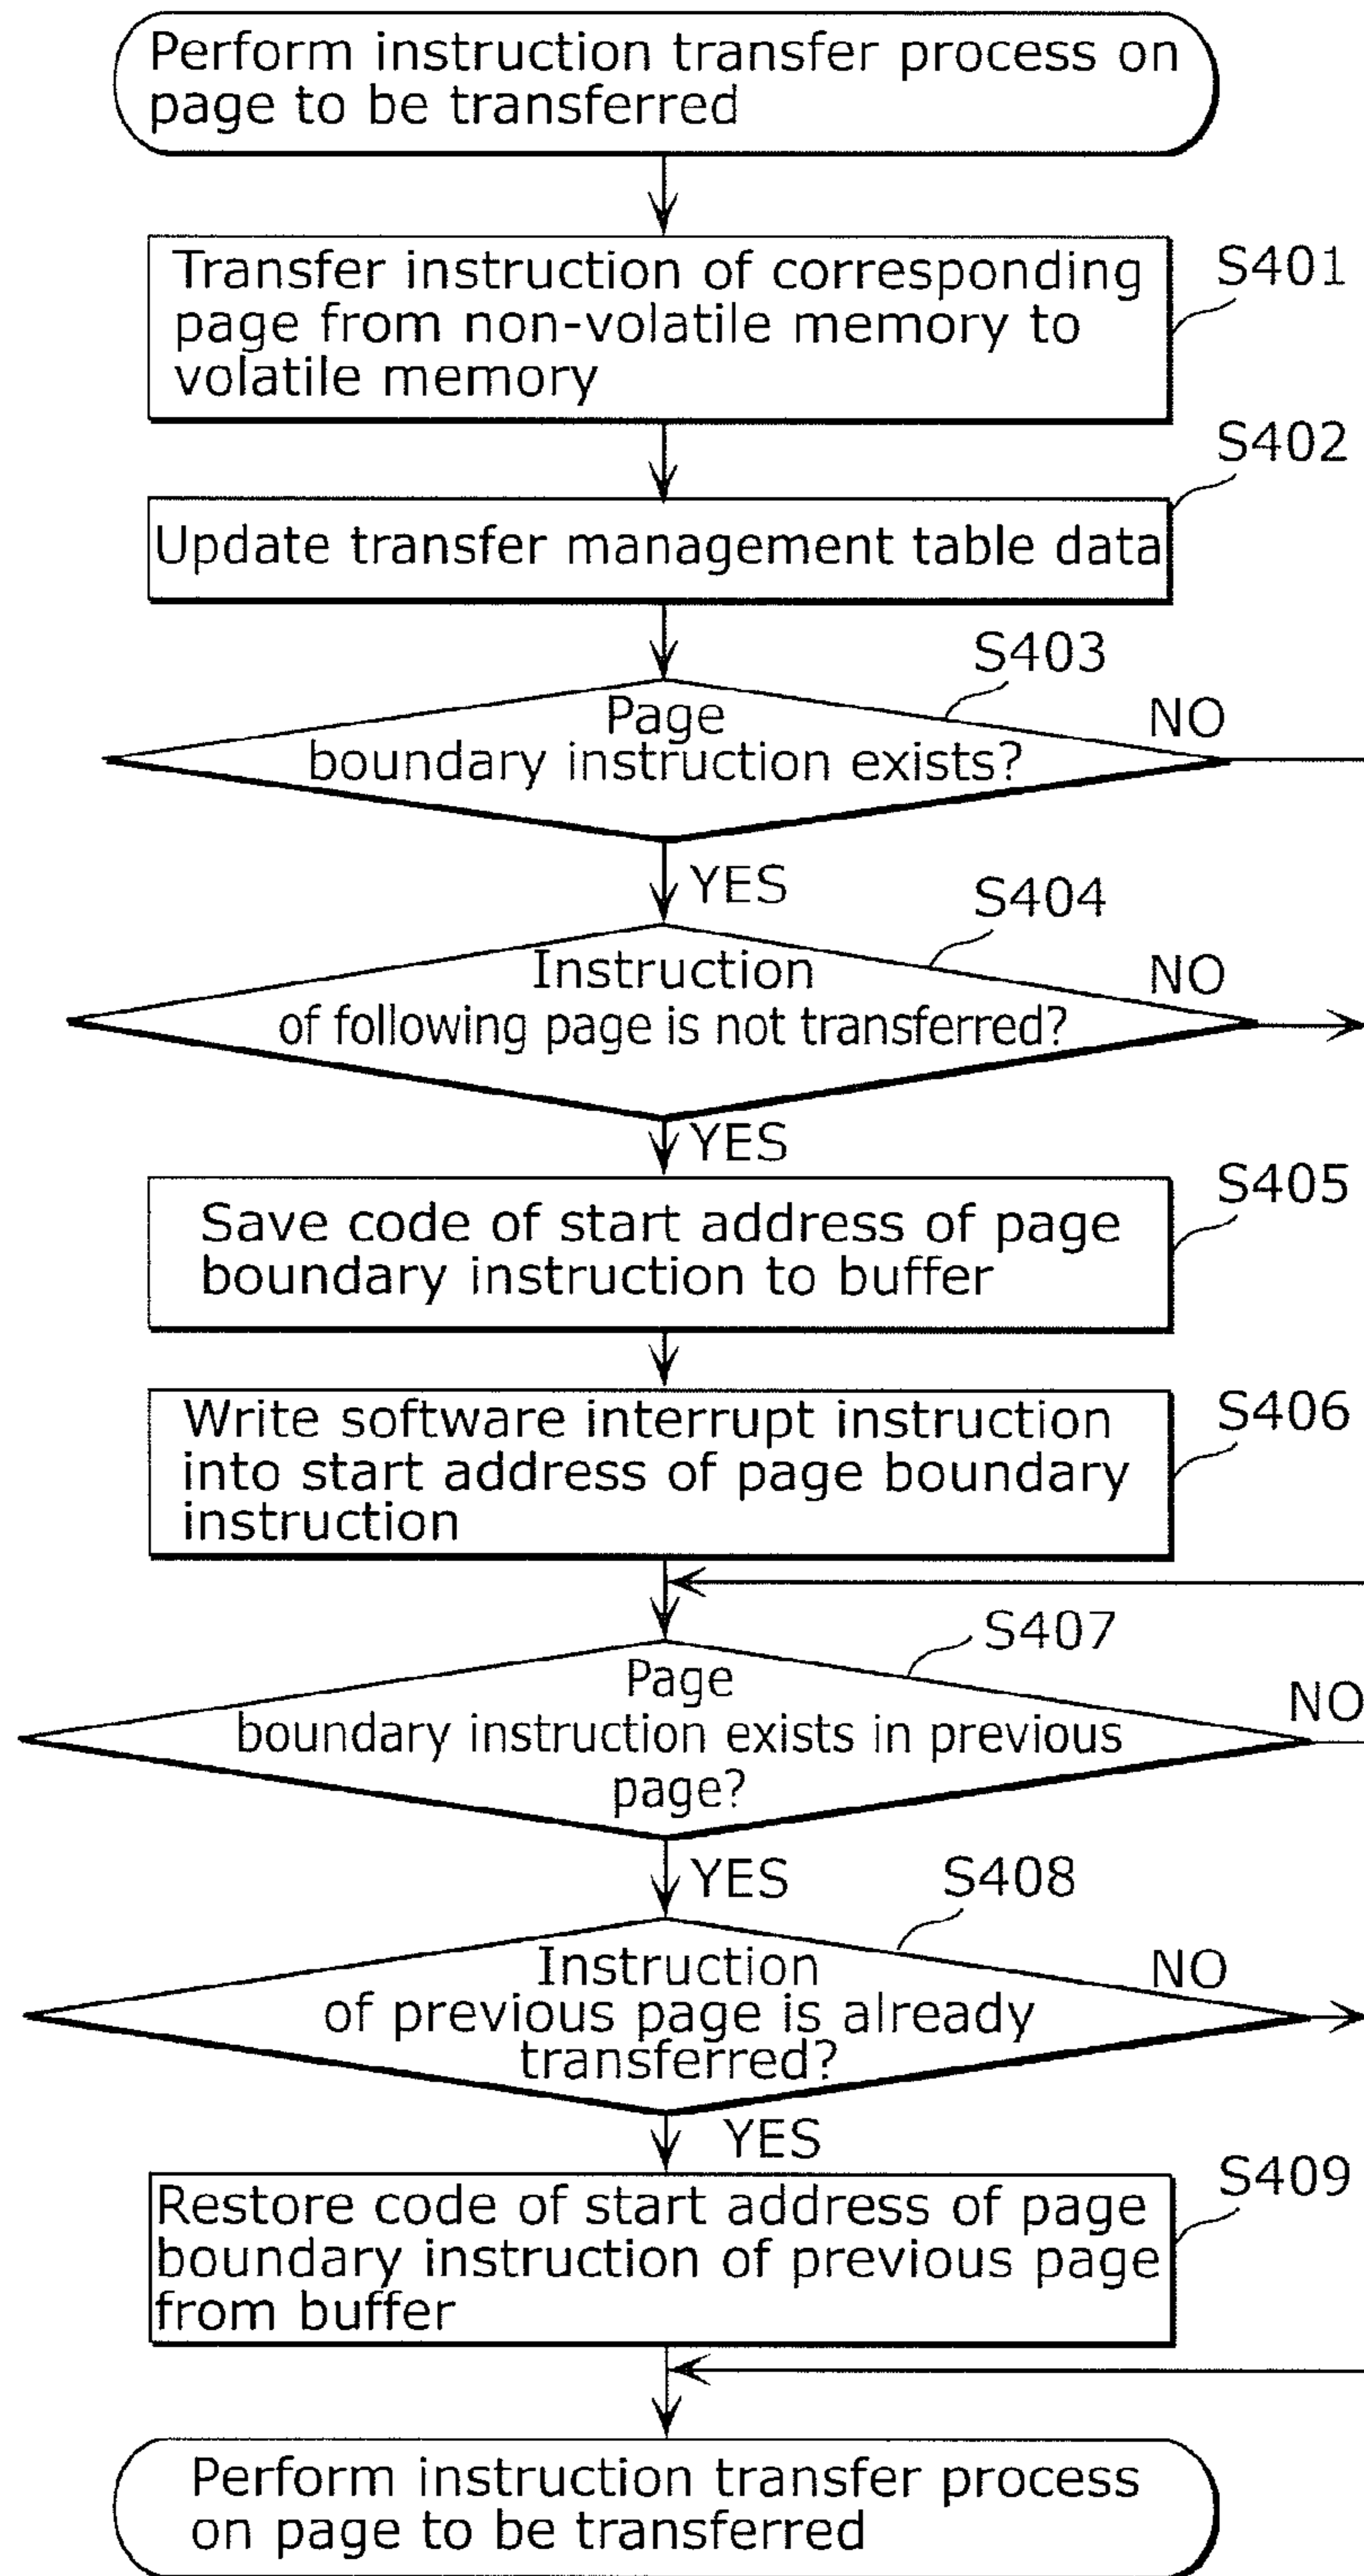 Perform instruction transfer process on
page to be transferred
Transfer instruction of corresponding
page from non-volatile memory to
volatile memory
S401
Update transfer management table data
S402
Page
boundary instruction exists?
S403
NO
YES
Instruction
of following page is not transferred?
S404
NO
YES
Save code of start address of page
boundary instruction to buffer
S405
Write software interrupt instruction
into start address of page boundary
instruction
S406
Page
boundary instruction exists in previous
page?
S407
NO
YES
Instruction
of previous page is already
transferred?
S408
NO
YES
Restore code of start address of page
boundary instruction of previous page
from buffer
S409
Perform instruction transfer process
on page to be transferred